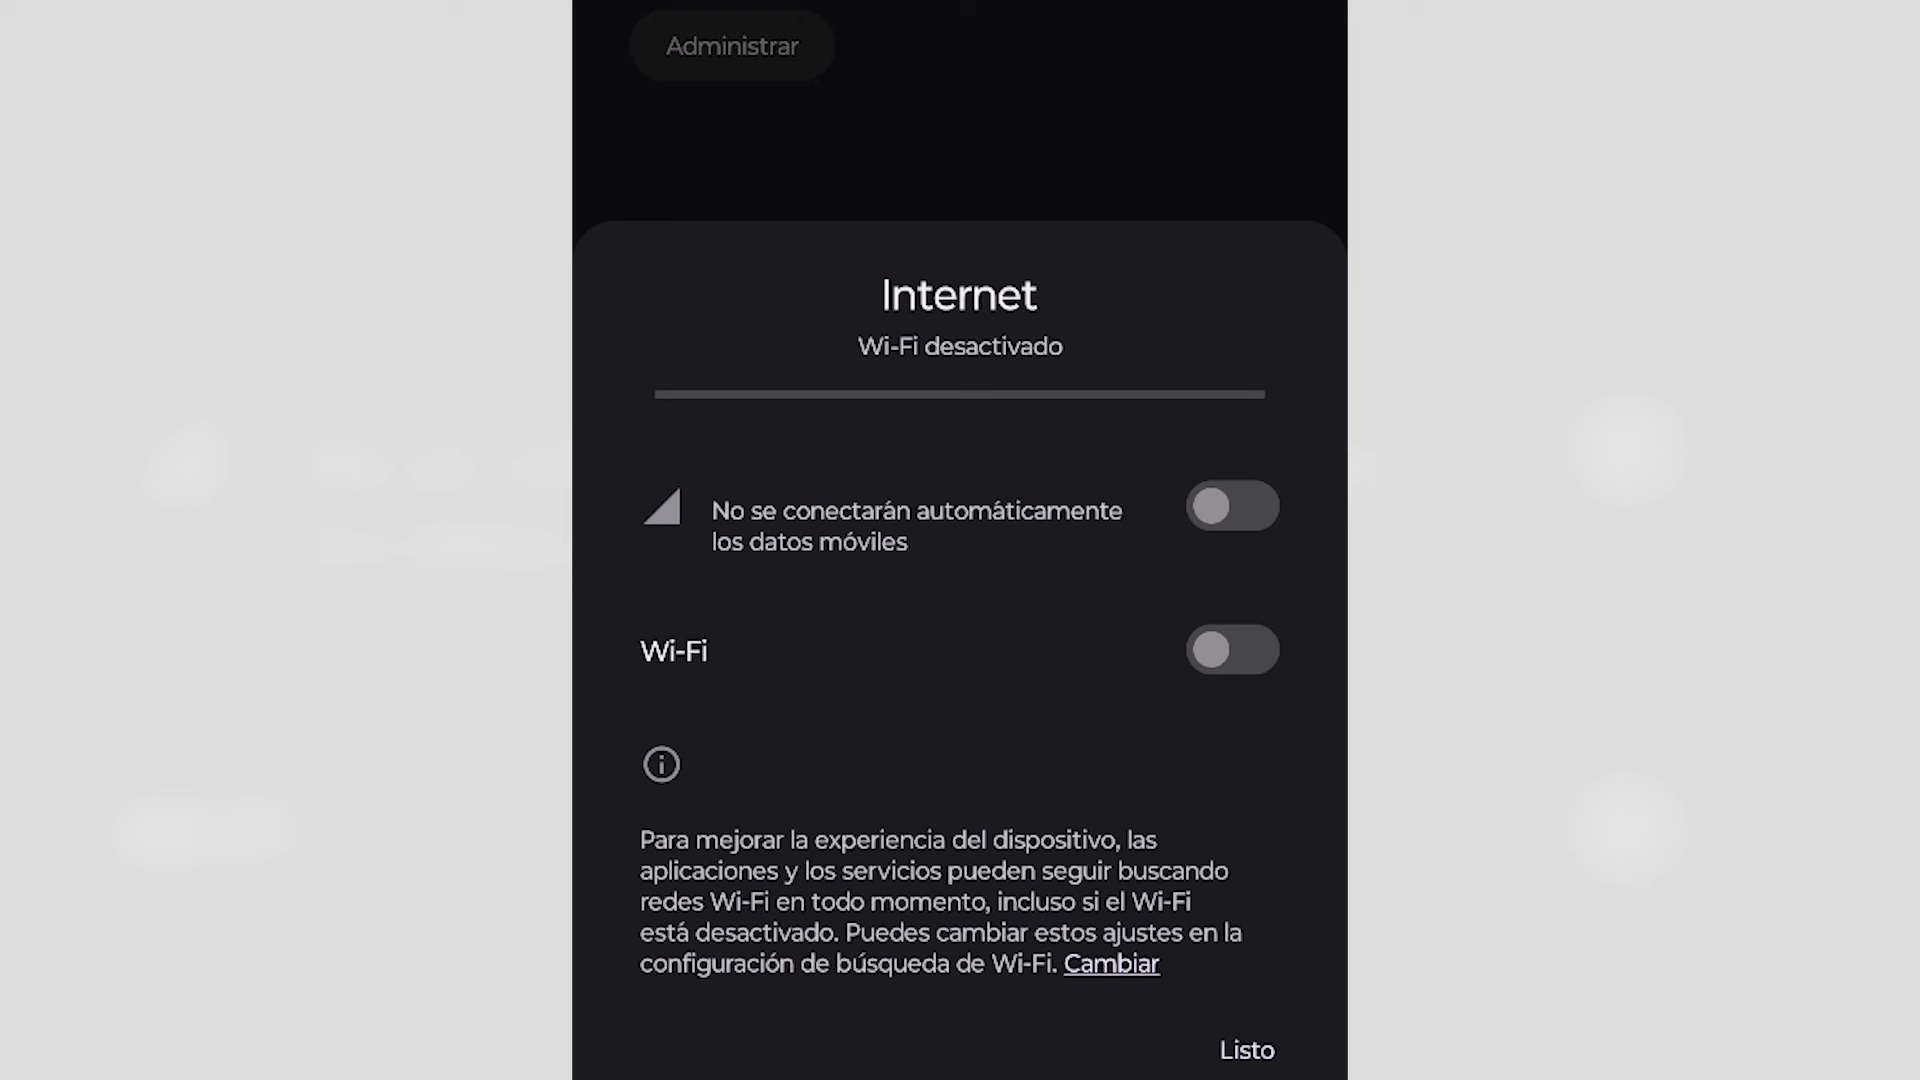 Administrar
Internet
Wi-Fi desactivado
No se conectarán automáticamente
los datos móviles
Wi-Fi
Para mejorar la experiencia del dispositivo, las
aplicaciones y los servicios pueden seguir buscando
redes Wi-Fi en todo momento, incluso si el Wi-Fi
está desactivado. Puedes cambiar estos ajustes en la
configuración de búsqueda de Wi-Fi. Cambiar
Listo